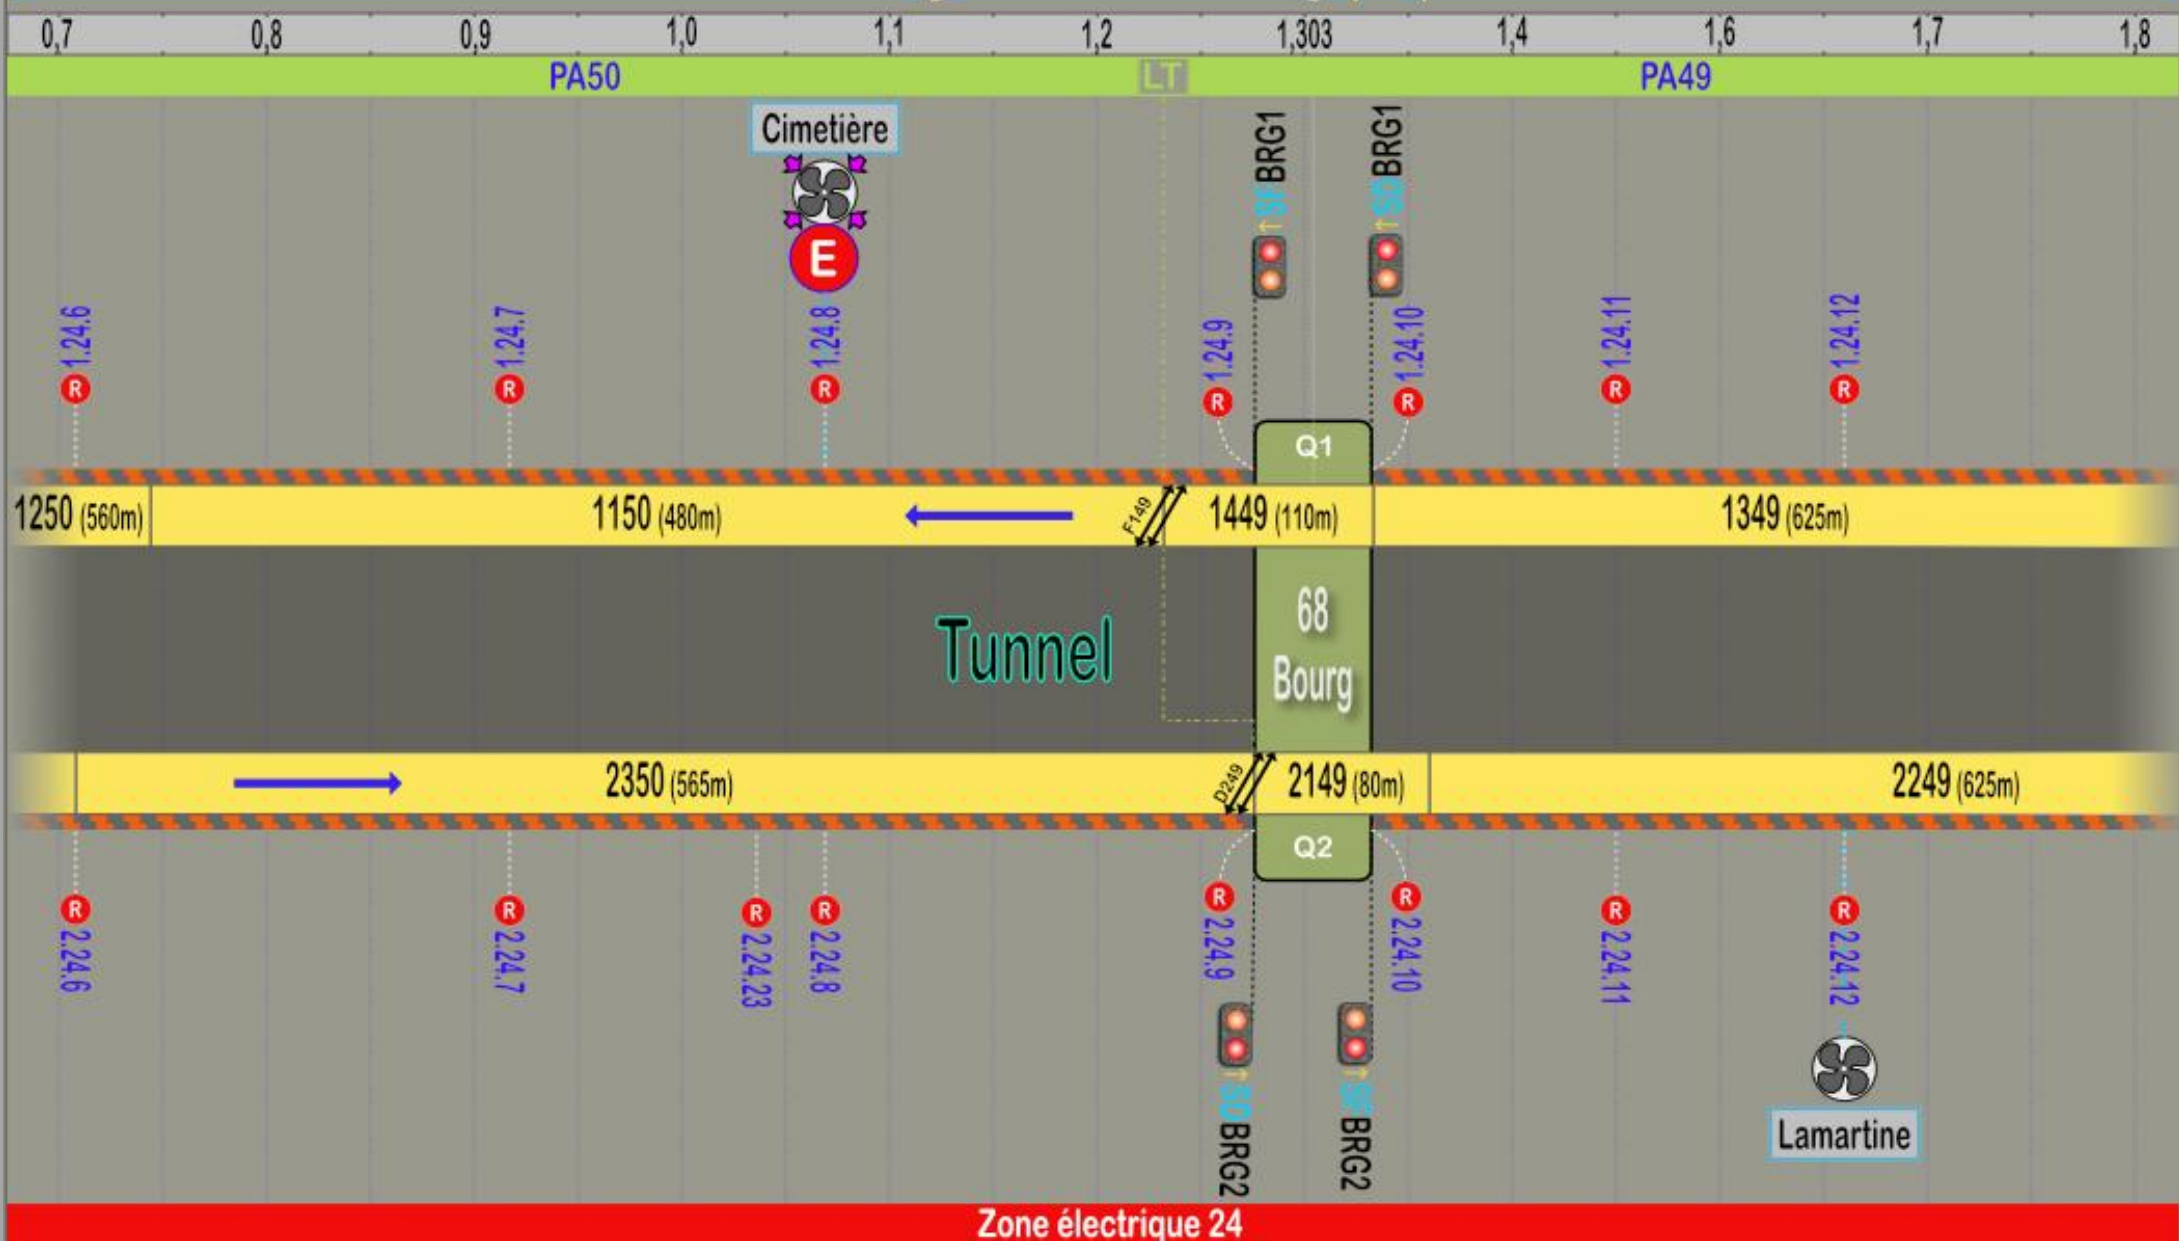 0,7 0,8 0,9 1,0 1,1 1,2 1,303 1,4 1,6 1,7 1,8
PA50 LT PA49
Cimetière
SFBRG1
SDBRG1
E
1.24.6
1.24.7
1.24.8
1.24.9
1.24.10
1.24.11
1.24.12
R R R R R R R
Q1
1250 (560m) 1150 (480m) F149 1449 (110m) 1349 (625m)
Tunnel
68
Bourg
2350 (565m) D249 2149 (80m) 2249 (625m)
Q2
R R R R R R R R
2.24.6
2.24.7
2.24.23
2.24.8
2.24.9
2.24.10
2.24.11
2.24.12
SDBRG2
SFBRG2
Lamartine
Zone électrique 24